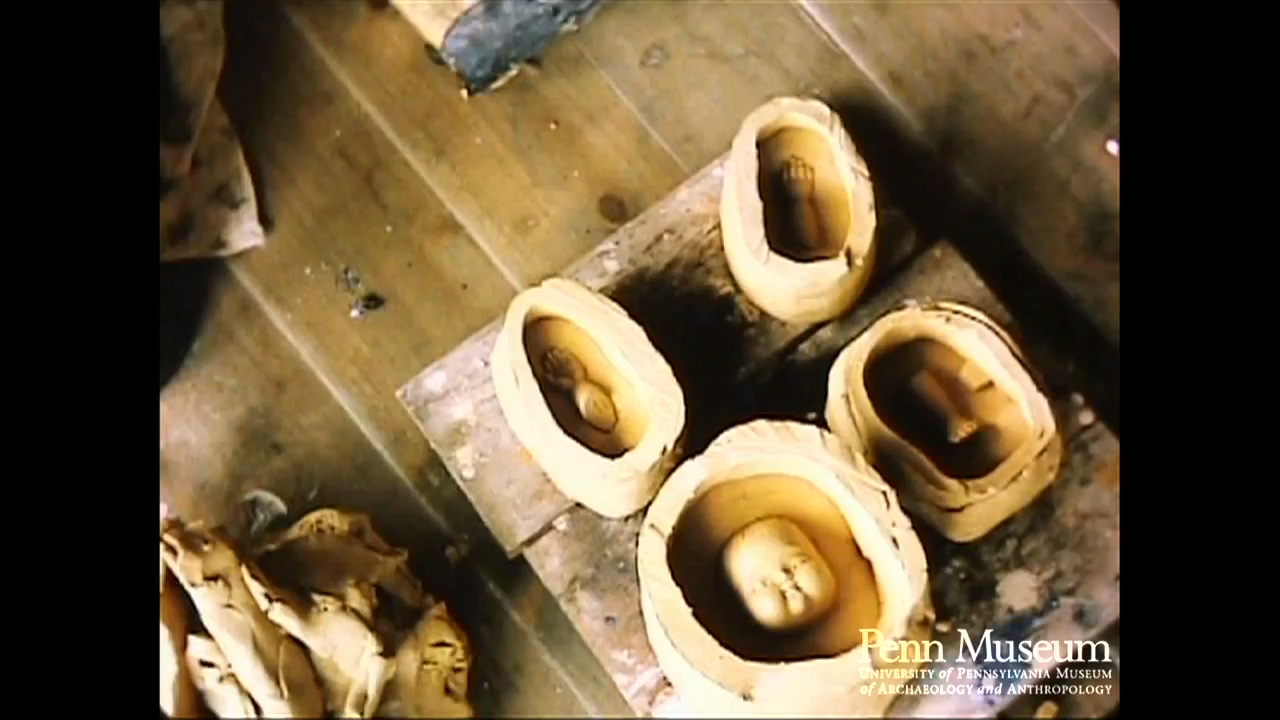 Penn Museum
UNIVERSITY of PENNSYLVANIA MUSEUM
of ARCHAEOLOGY and ANTHROPOLOGY